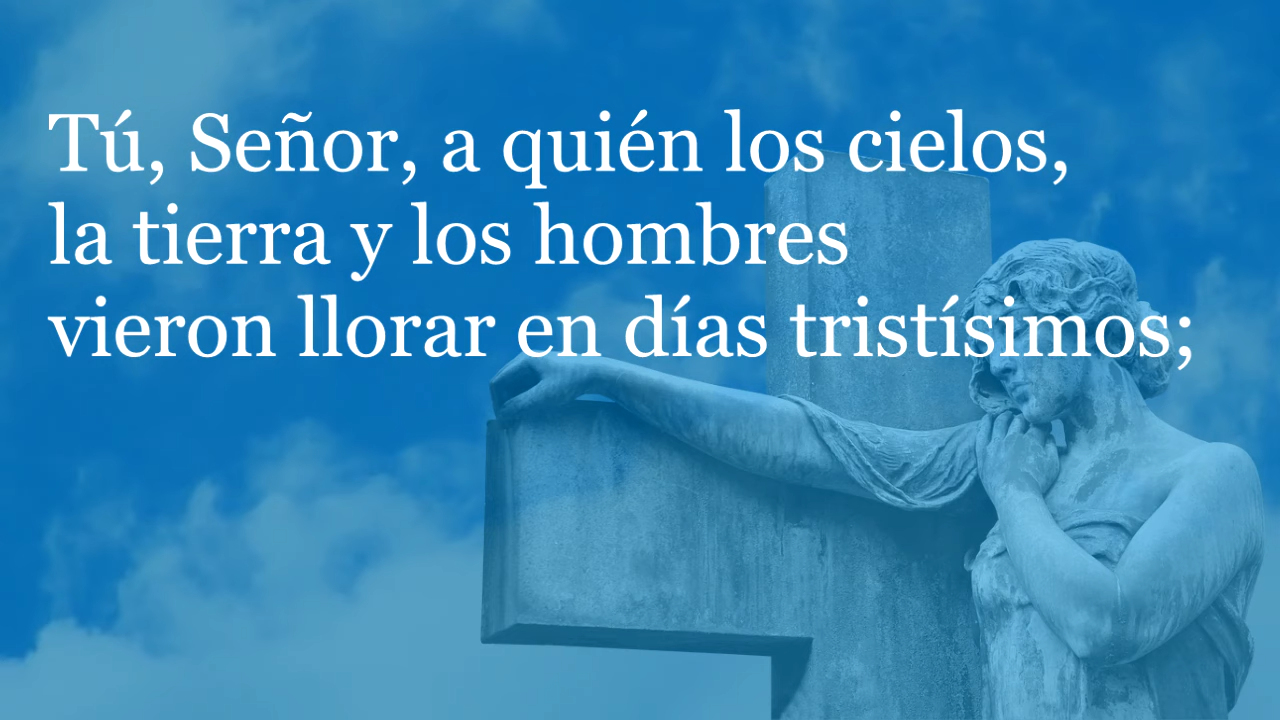 Tú, Señor, a quién los cielos,
la tierra y los hombres
vieron llorar en días tristísimos;